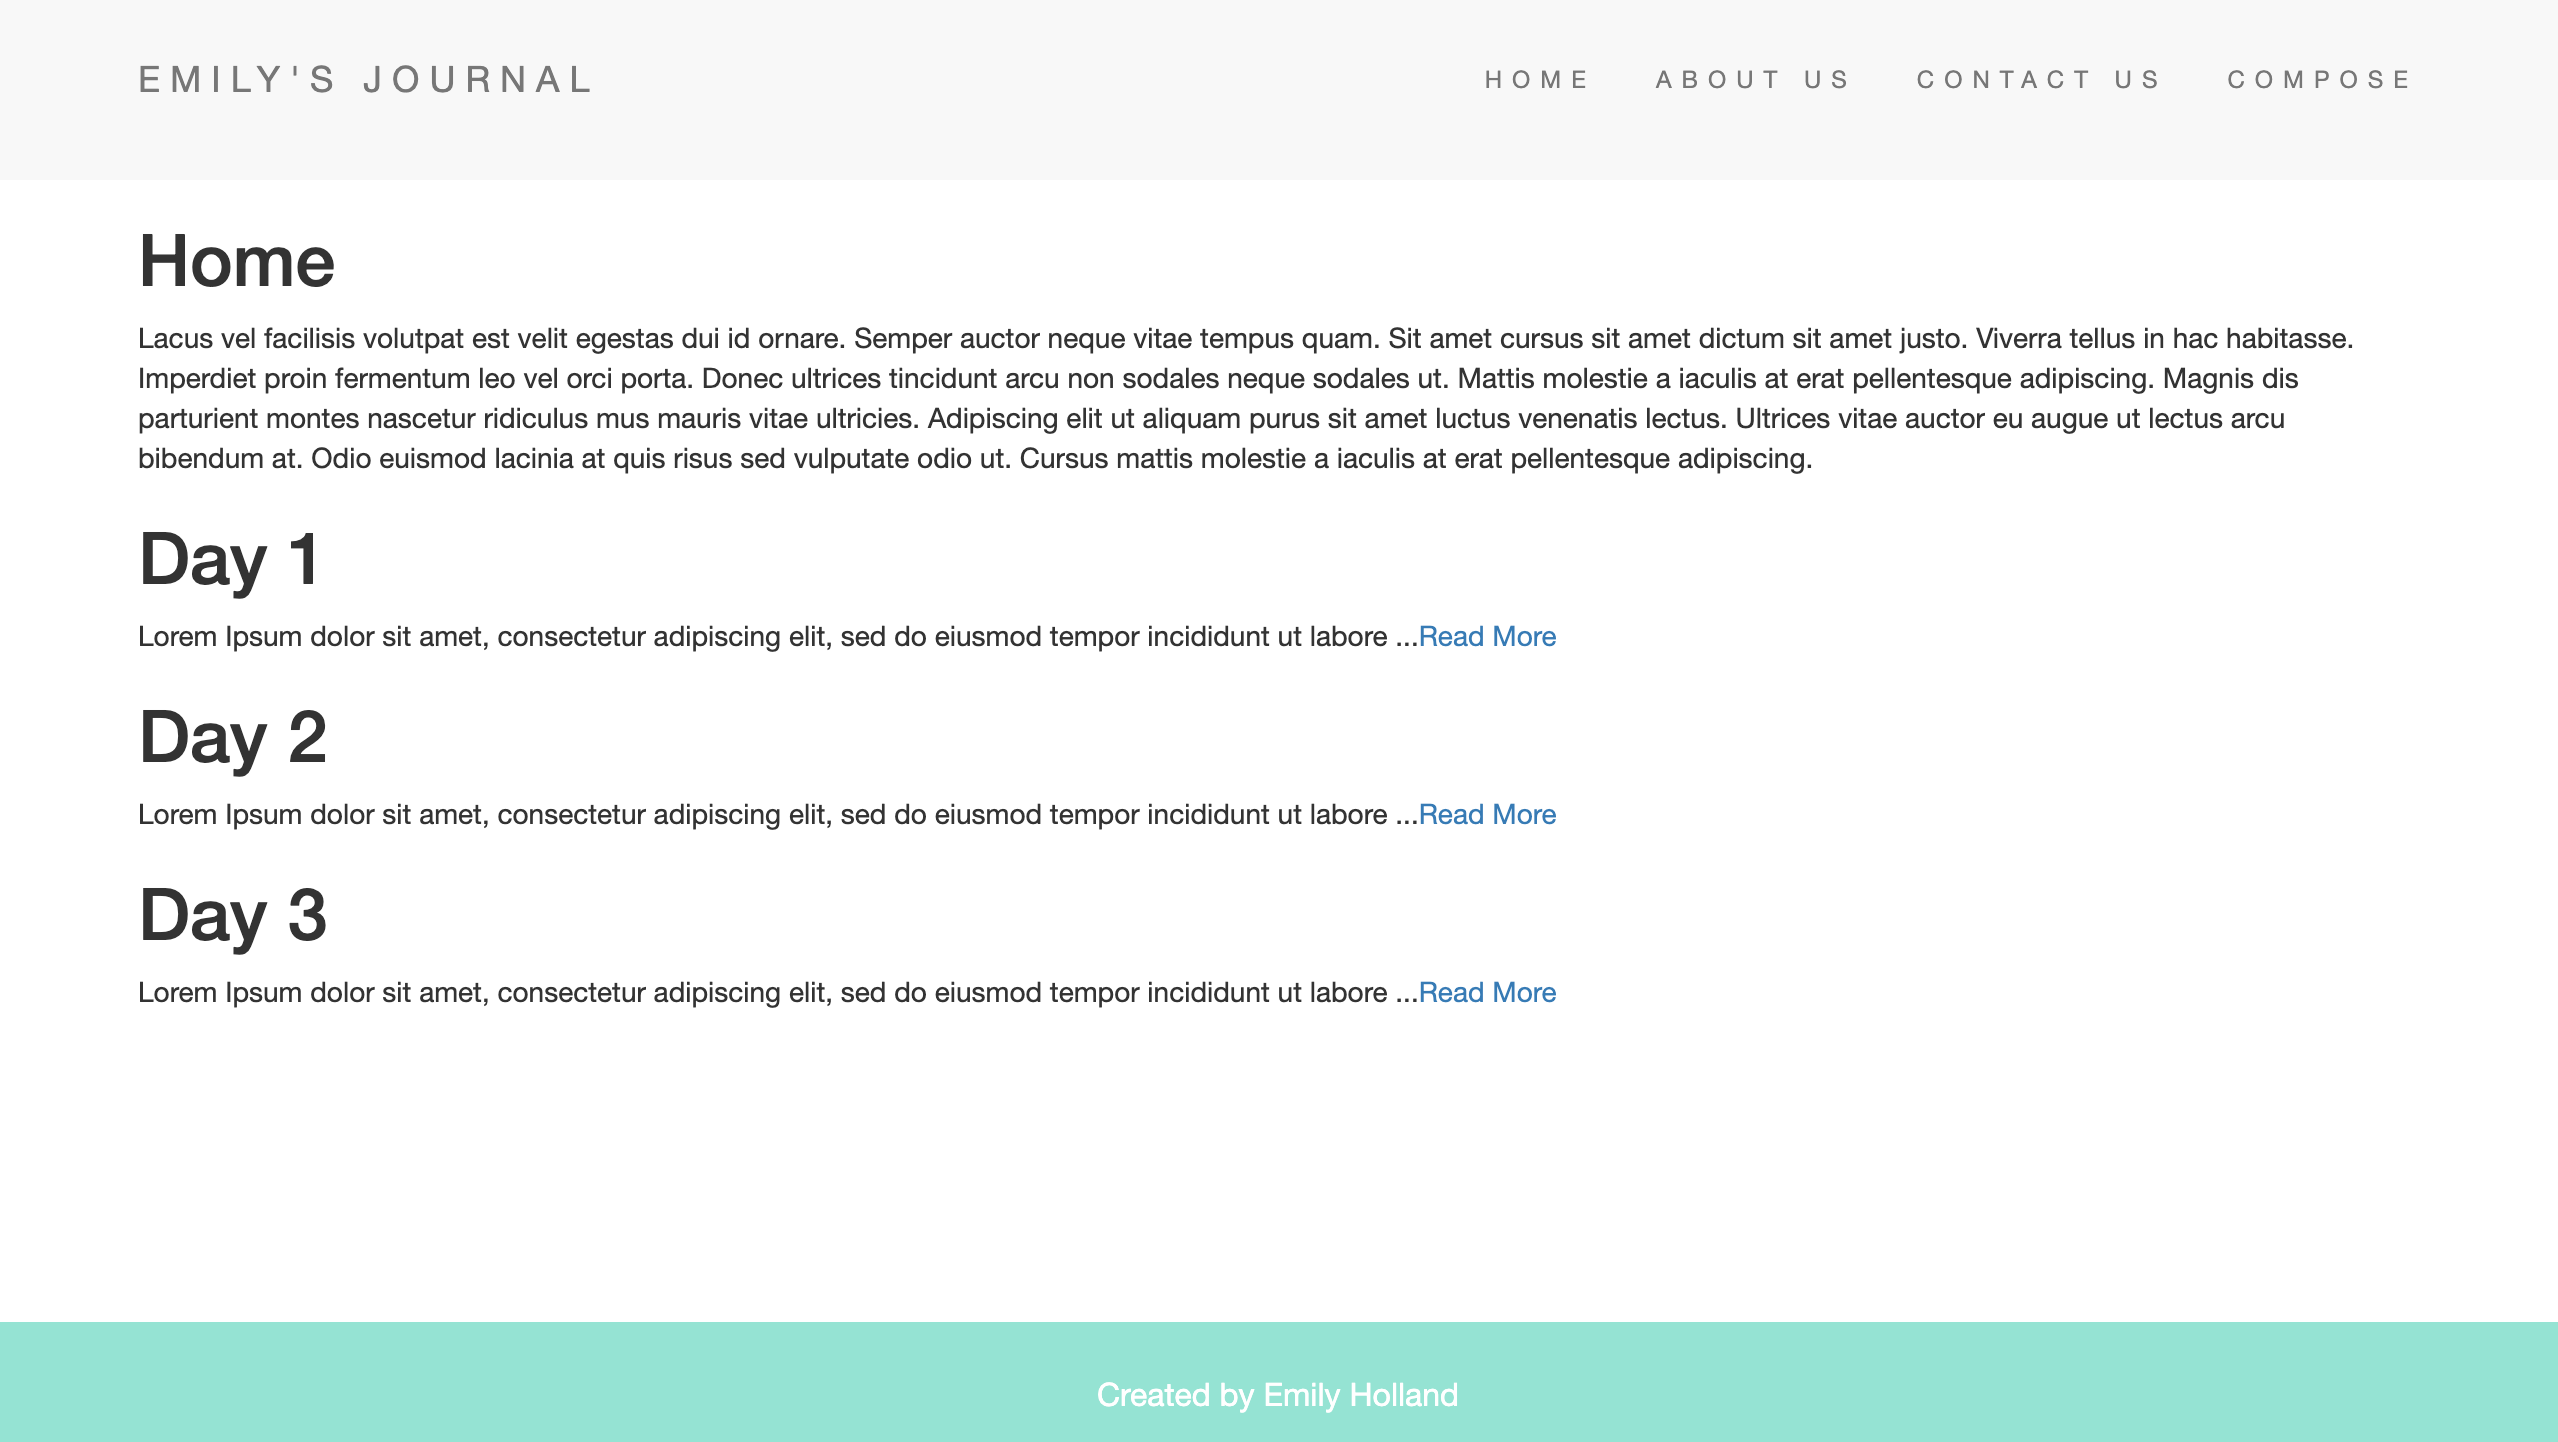 EMILY'S JOURNAL
HOME ABOUT US CONTACT US COMPOSE
Home
Lacus vel facilisis volutpat est velit egestas dui id ornare. Semper auctor neque vitae tempus quam. Sit amet cursus sit amet dictum sit amet justo. Viverra tellus in hac habitasse.
Imperdiet proin fermentum leo vel orci porta. Donec ultrices tincidunt arcu non sodales neque sodales ut. Mattis molestie a iaculis at erat pellentesque adipiscing. Magnis dis
parturient montes nascetur ridiculus mus mauris vitae ultricies. Adipiscing elit ut aliquam purus sit amet luctus venenatis lectus. Ultrices vitae auctor eu augue ut lectus arcu
bibendum at. Odio euismod lacinia at quis risus sed vulputate odio ut. Cursus mattis molestie a iaculis at erat pellentesque adipiscing.
Day 1
Lorem Ipsum dolor sit amet, consectetur adipiscing elit, sed do eiusmod tempor incididunt ut labore ...Read More
Day 2
Lorem Ipsum dolor sit amet, consectetur adipiscing elit, sed do eiusmod tempor incididunt ut labore ...Read More
Day 3
Lorem Ipsum dolor sit amet, consectetur adipiscing elit, sed do eiusmod tempor incididunt ut labore ...Read More
Created by Emily Holland